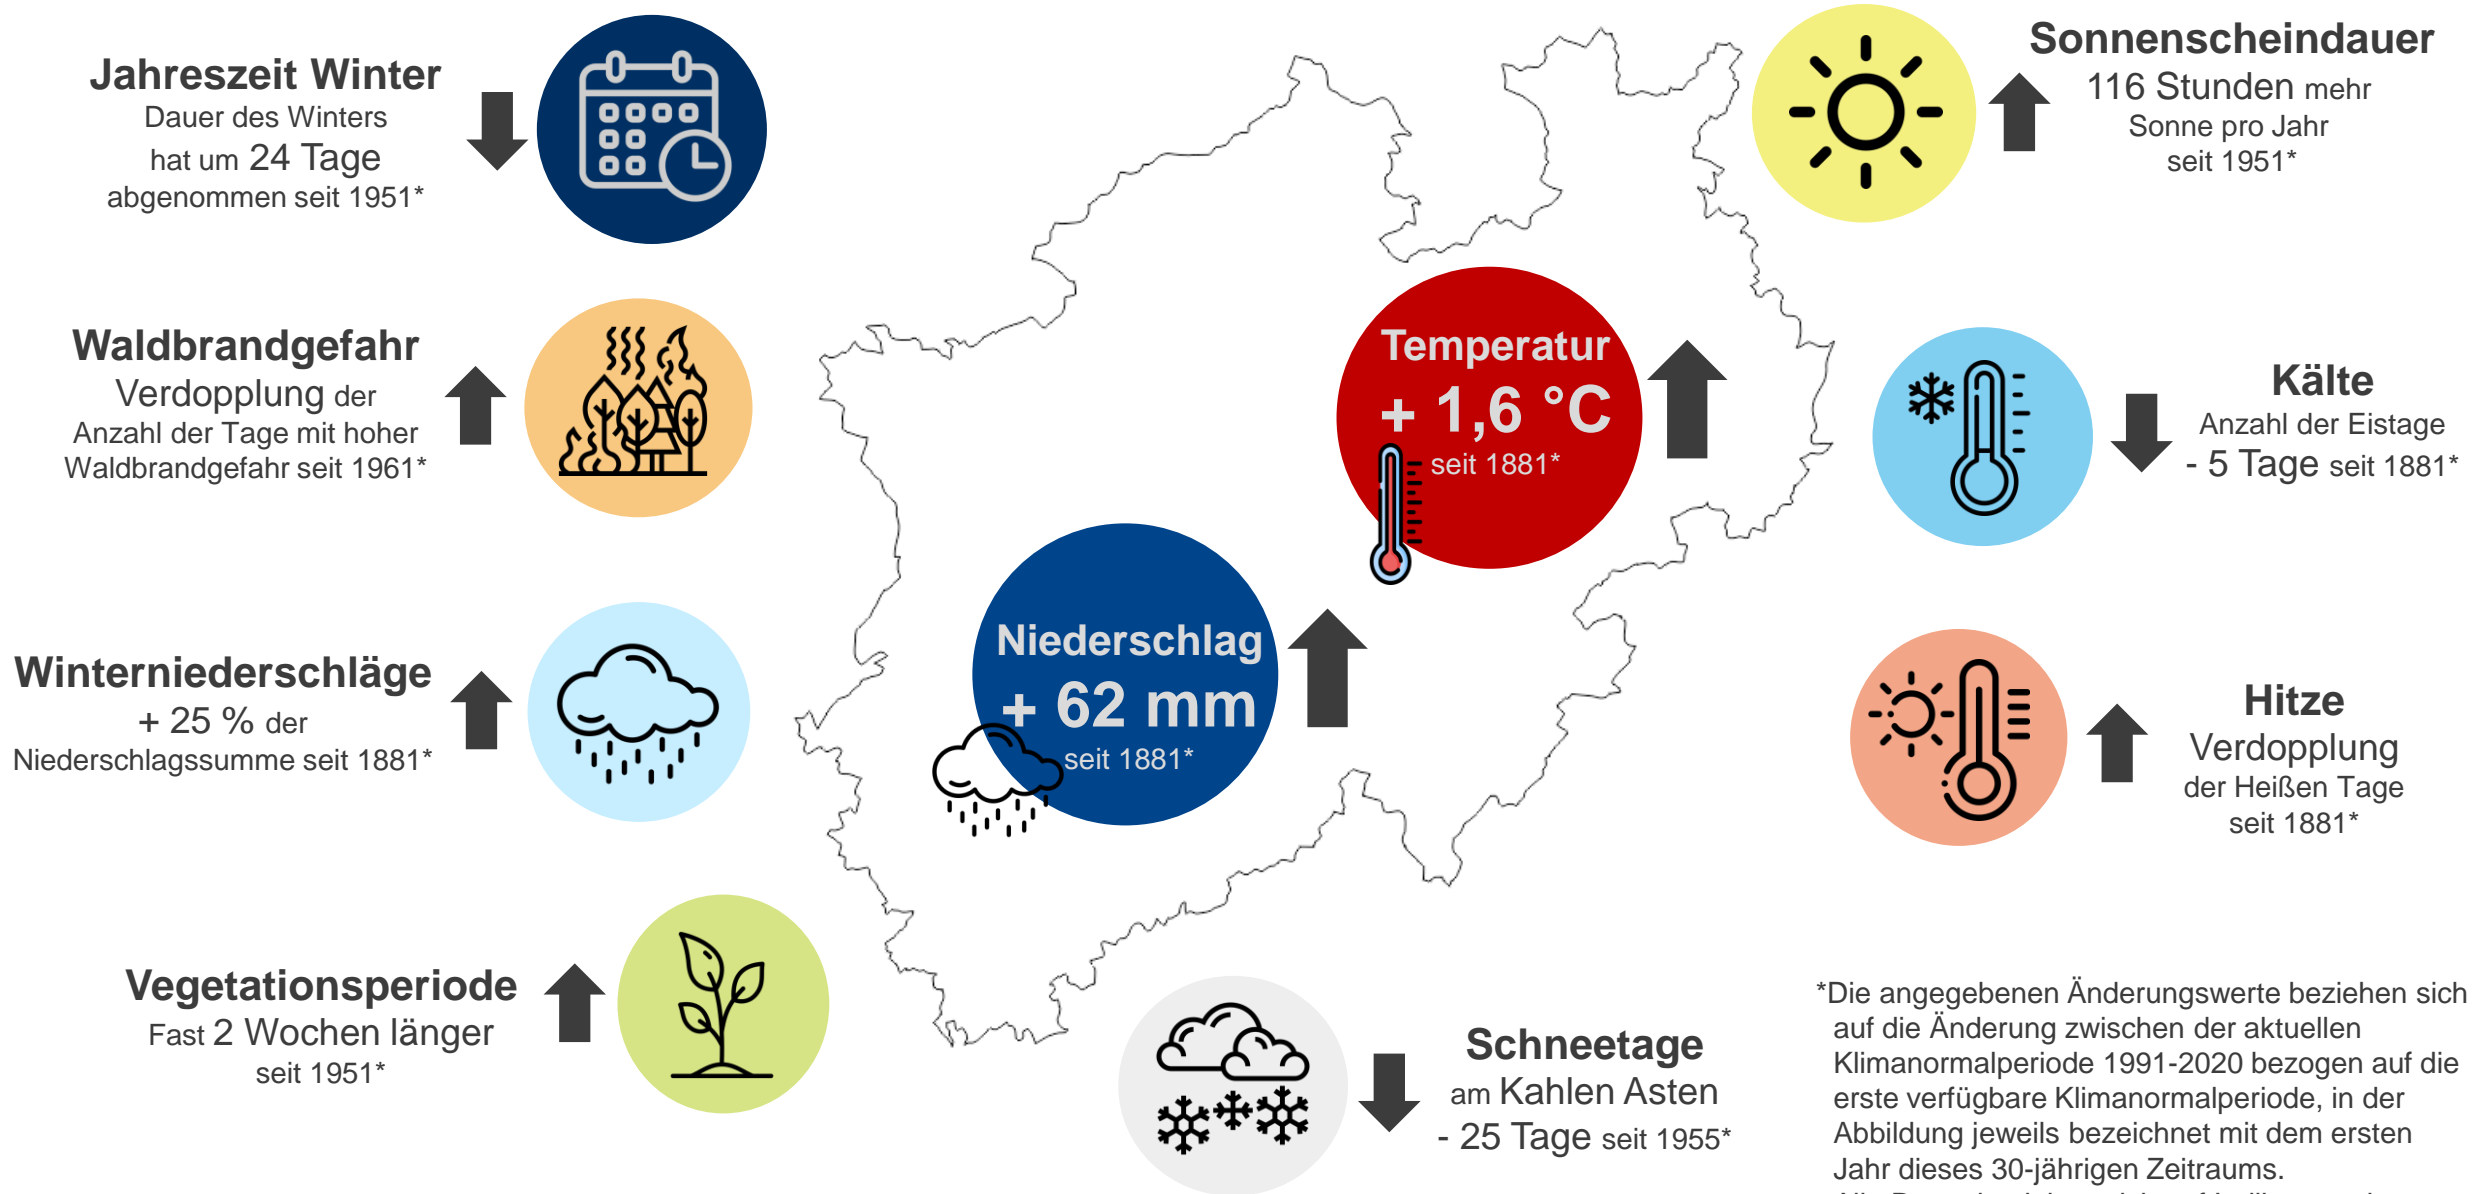 Jahreszeit Winter
Dauer des Winters
hat um 24 Tage
abgenommen seit 1951*
Sonnenscheindauer
116 Stunden mehr
Sonne pro Jahr
seit 1951*
Waldbrandgefahr
Verdopplung der
Anzahl der Tage mit hoher
Waldbrandgefahr seit 1961*
Temperatur
+ 1,6 °C
seit 1881*
Kälte
Anzahl der Eistage
- 5 Tage seit 1881*
Winterniederschläge
+ 25 % der
Niederschlagssumme seit 1881*
Niederschlag
+ 62 mm
seit 1881*
Hitze
Verdopplung
der Heißen Tage
seit 1881*
Vegetationsperiode
Fast 2 Wochen länger
seit 1951*
Schneetage
am Kahlen Asten
- 25 Tage seit 1955*
*Die angegebenen Änderungswerte beziehen sich
auf die Änderung zwischen der aktuellen
Klimanormalperiode 1991-2020 bezogen auf die
erste verfügbare Klimanormalperiode, in der
Abbildung jeweils bezeichnet mit dem ersten
Jahr dieses 30-jährigen Zeitraums.